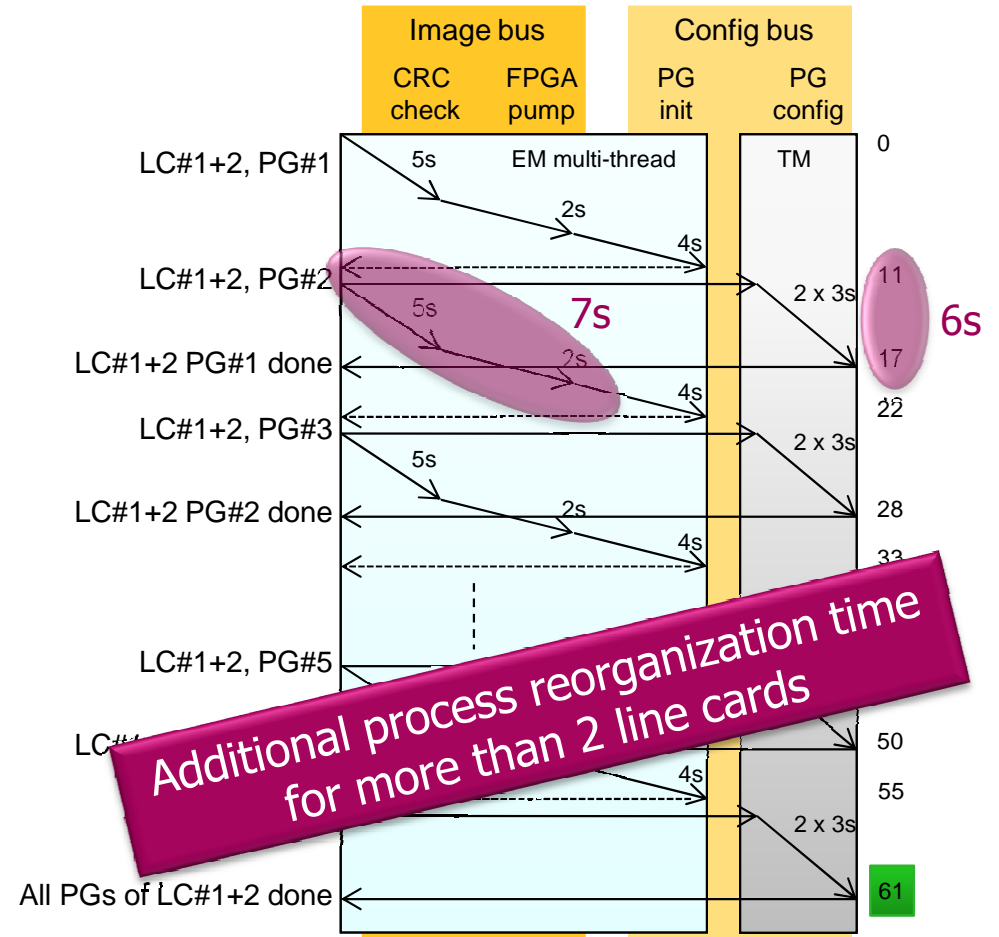 Image bus
Config bus
CRC
check
FPGA
pump
PG
init
PG
config
0
LC#1+2, PG#1
5s
EM multi-thread
TM
2s
4s
LC#1+2, PG#2
11
2 x 3s
5s
7s
6s
LC#1+2 PG#1 done
2s
17
4s
22
LC#1+2, PG#3
2 x 3s
5s
LC#1+2 PG#2 done
2s
28
4s
33
LC#1+2, PG#5
Additional process reorganization time
for more than 2 line cards
50
4s
55
2 x 3s
All PGs of LC#1+2 done
61